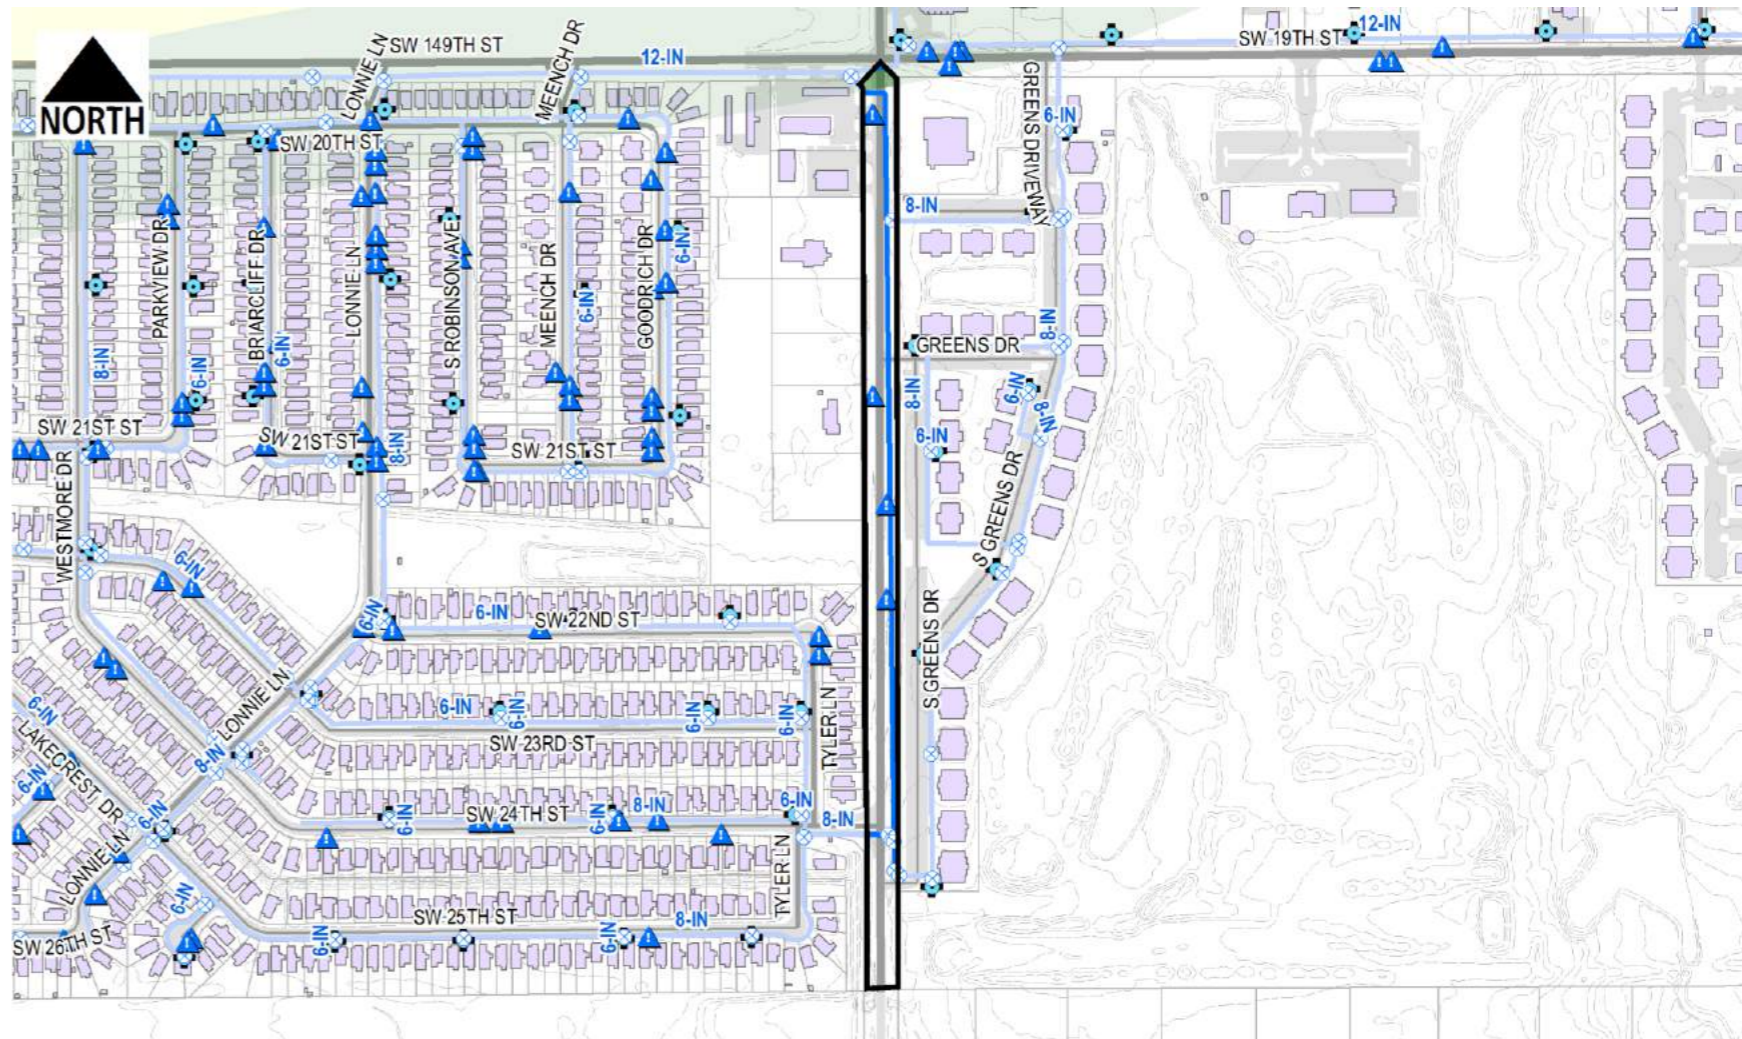 SW 149TH ST
12-IN
12-IN
SW 19TH ST
NORTH
LONNIE LN
MEENCH DR
GREENS DRIVEWAY
6-IN
SW 20TH ST
8-IN
PARKVIEW DR
BRIARCLIFF DR
LONNIE LN
S ROBINSON AVE
MEENCH DR
6-IN
GOODRICH DR
6-IN
8-IN
GREENS DR
8-IN
6-IN
6-IN
8-IN
6-IN
8-IN
6-IN
SW 21ST ST
SW 21ST ST
8-IN
SW 21ST ST
WESTMORE DR
S GREENS DR
6-IN
6-IN
6-IN
SW 22ND ST
S GREENS DR
LONNIE LN
6-IN
6-IN
6-IN
6-IN
TYLER LN
SW 23RD ST
6-IN
LAKECREST DR
8-IN
6-IN
6-IN
6-IN
SW 24TH ST
8-IN
6-IN
6-IN
8-IN
LONNIE LN
TYLER LN
6-IN
SW 25TH ST
8-IN
6-IN
6-IN
SW 26TH ST